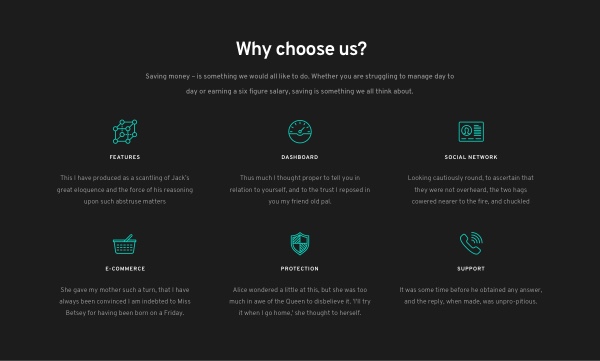 Why choose us?
Saving money – is something we would all like to do. Whether you are struggling to manage day to
day or earning a six figure salary, saving is something we all think about.
FEATURES
This I have produced as a scantling of Jack's
great eloquence and the force of his reasoning
upon such abstruse matters
DASHBOARD
Thus much I thought proper to tell you in
relation to yourself, and to the trust I reposed in
you my friend old pal.
SOCIAL NETWORK
Looking cautiously round, to ascertain that
they were not overheard, the two hags
cowered nearer to the fire, and chuckled
E-COMMERCE
She gave my mother such a turn, that I have
always been convinced I am indebted to Miss
Betsey for having been born on a Friday.
PROTECTION
Alice wondered a little at this, but she was too
much in awe of the Queen to disbelieve it. 'I'll try
it when I go home,' she thought to herself.
SUPPORT
It was some time before he obtained any answer,
and the reply, when made, was unpro-pitious.